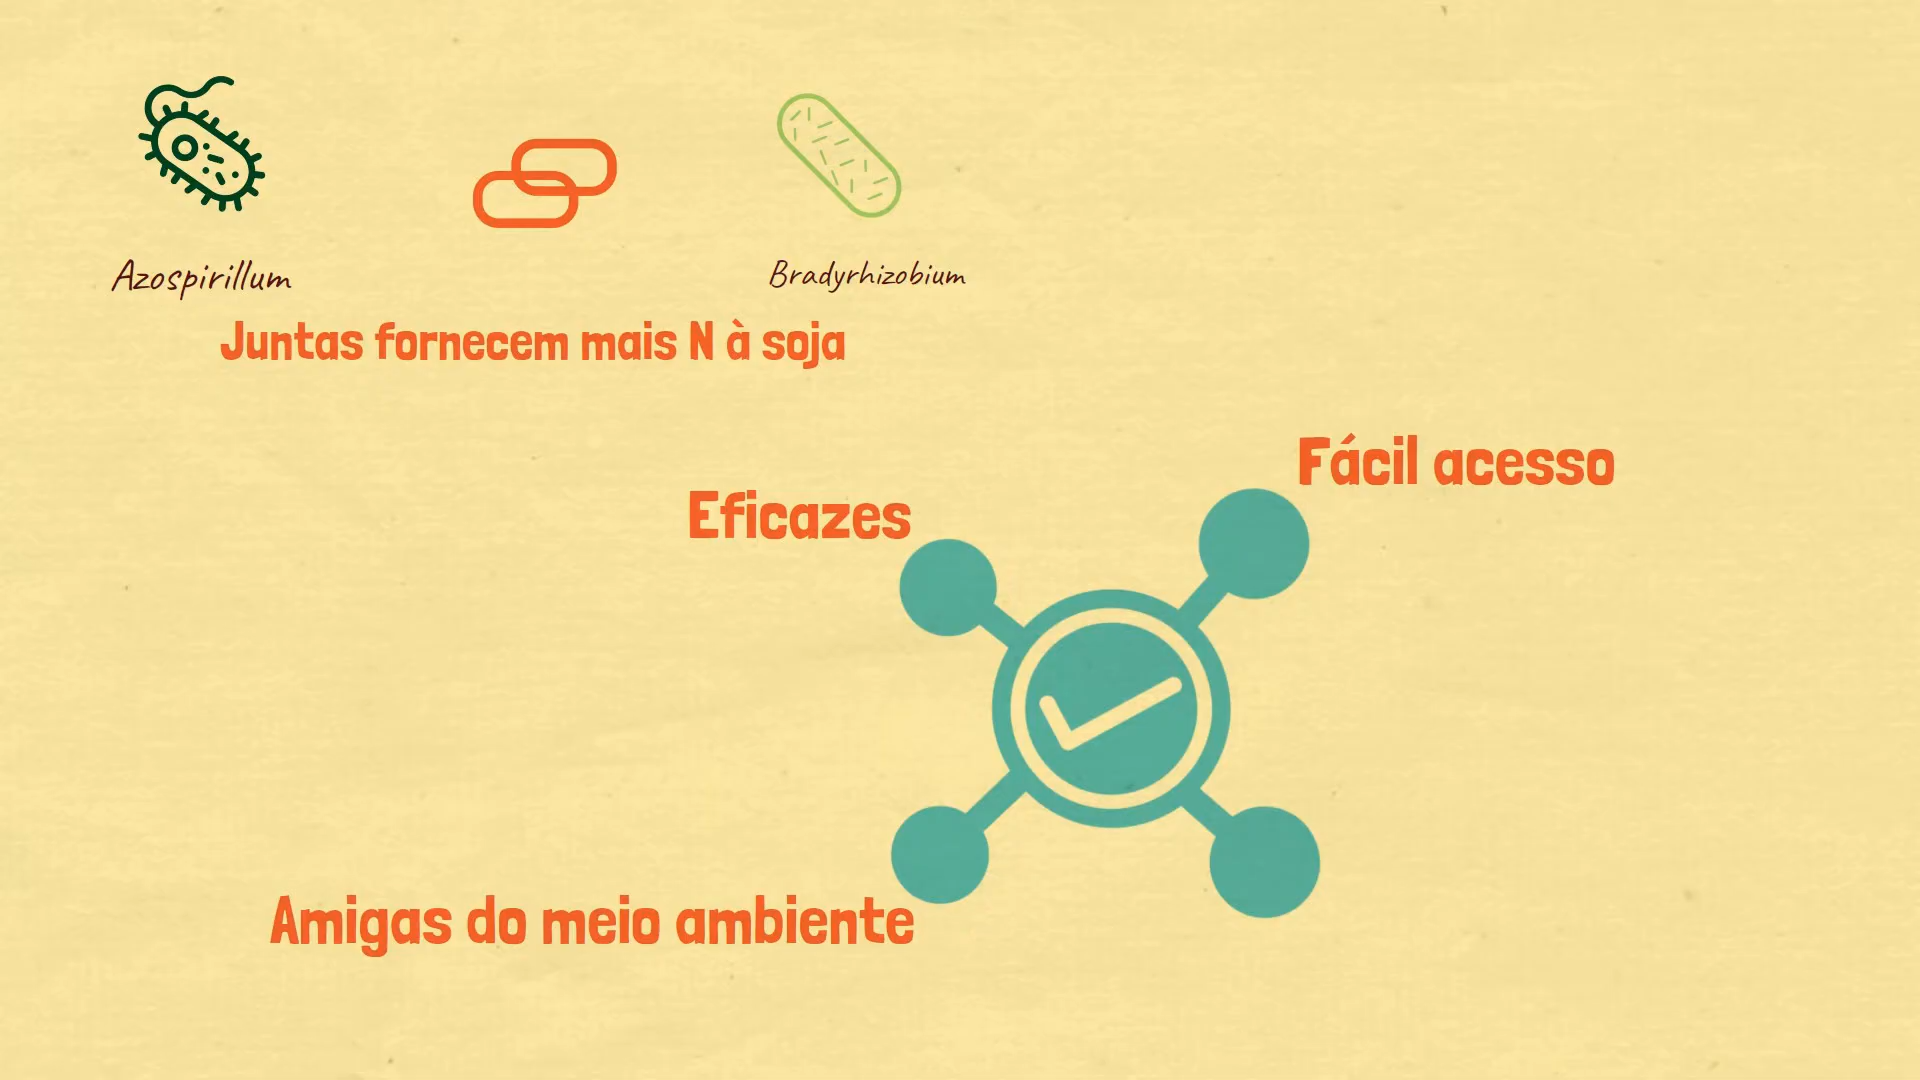 Azospirillum
Bradyrhizobium
Juntas fornecem mais N à soja
Fácil acesso
Eficazes
Amigas do meio ambiente